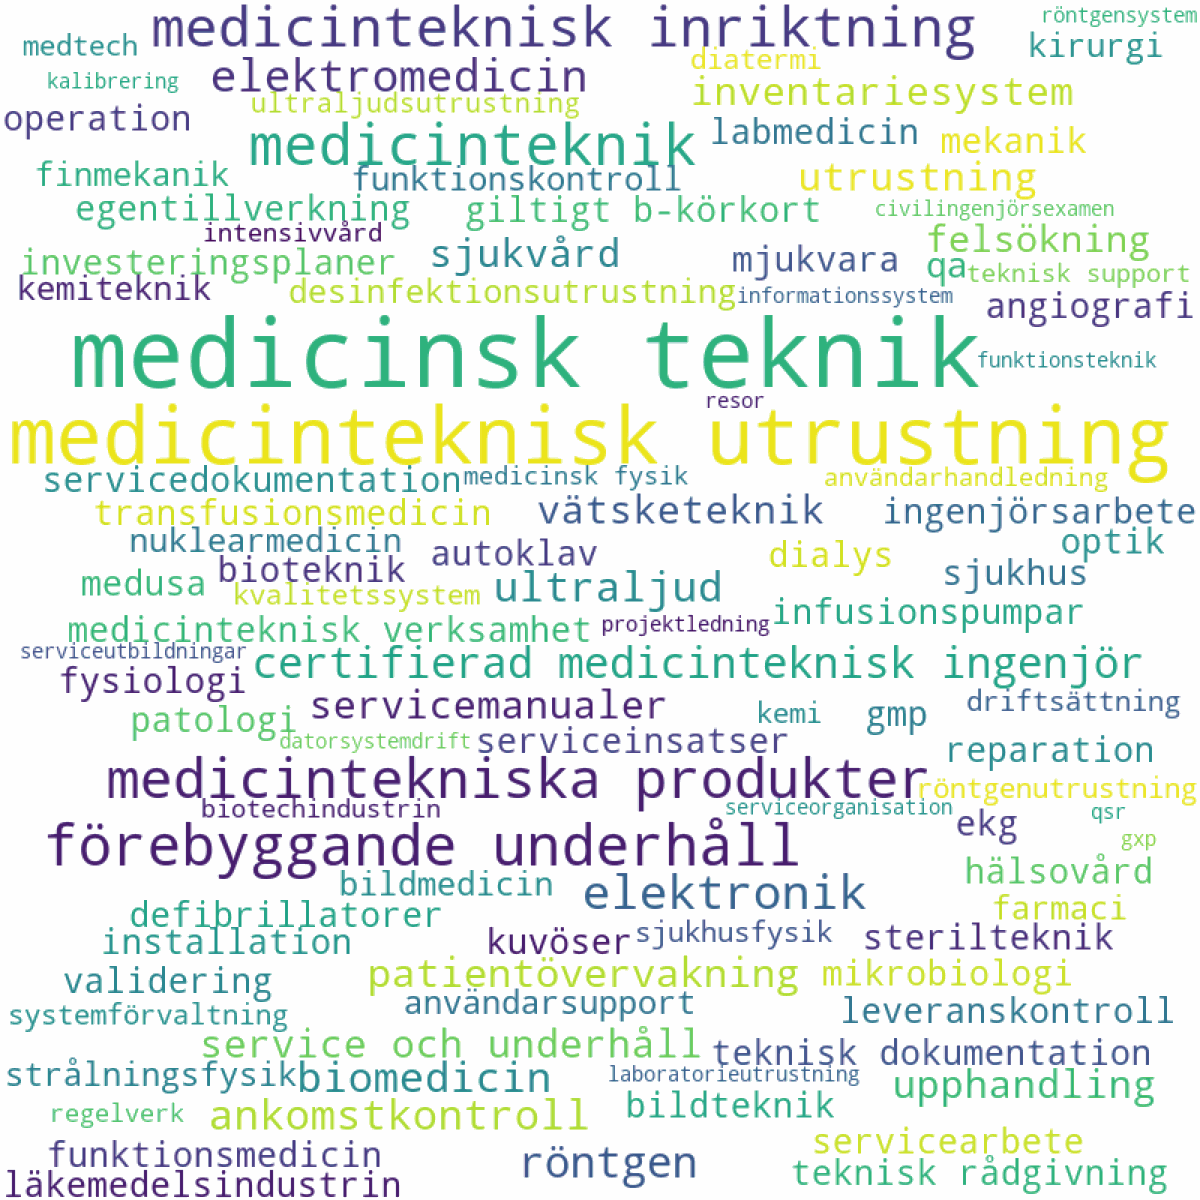 medicinteknisk inriktning
röntgensystem
medtech
kirurgi
kalibrering
elektromedicin
diatermi
ultraljudsutrustning
inventariesystem
operation
medicinteknik
labmedicin
mekanik
finmekanik
funktionskontroll
utrustning
egentillverkning
giltigt b-körkort
civilingenjörsexamen
intensivvård
sjukvård
felsökning
investeringsplaner
mjukvara
qa
teknisk support
kemiteknik
desinfektionsutrustning
informationssystem
angiografi
medicinsk teknik
funktionsteknik
resor
medicinteknisk utrustning
servicedokumentation
medicinsk fysik
användarhandledning
transfusionsmedicin
vätsketeknik
ingenjörsarbete
nuklearmedicin
autoklav
dialys
optik
bioteknik
sjukhus
medusa
kvalitetssystem
ultraljud
infusionspumpar
medicinteknisk verksamhet
projektledning
serviceutbildningar
certifierad medicinteknisk ingenjör
fysiologi
servicemanualer
driftsättning
patologi
kemi
gmp
datorsystemdrift
serviceinsatser
reparation
medicintekniska produkter
röntgenutrustning
biotechindustrin
serviceorganisation
qsr
ekg
förebyggande underhåll
gxp
hälsovård
bildmedicin
elektronik
farmaci
defibrillatorer
installation
kuvöser
sjukhusfysik
sterilteknik
validering
patientövervakning
mikrobiologi
användarsupport
systemförvaltning
leveranskontroll
service och underhåll
teknisk dokumentation
strålningsfysik
biomedicin
laboratorieutrustning
upphandling
regelverk
ankomstkontroll
bildteknik
servicearbete
funktionsmedicin
röntgen
teknisk rådgivning
läkemedelsindustrin